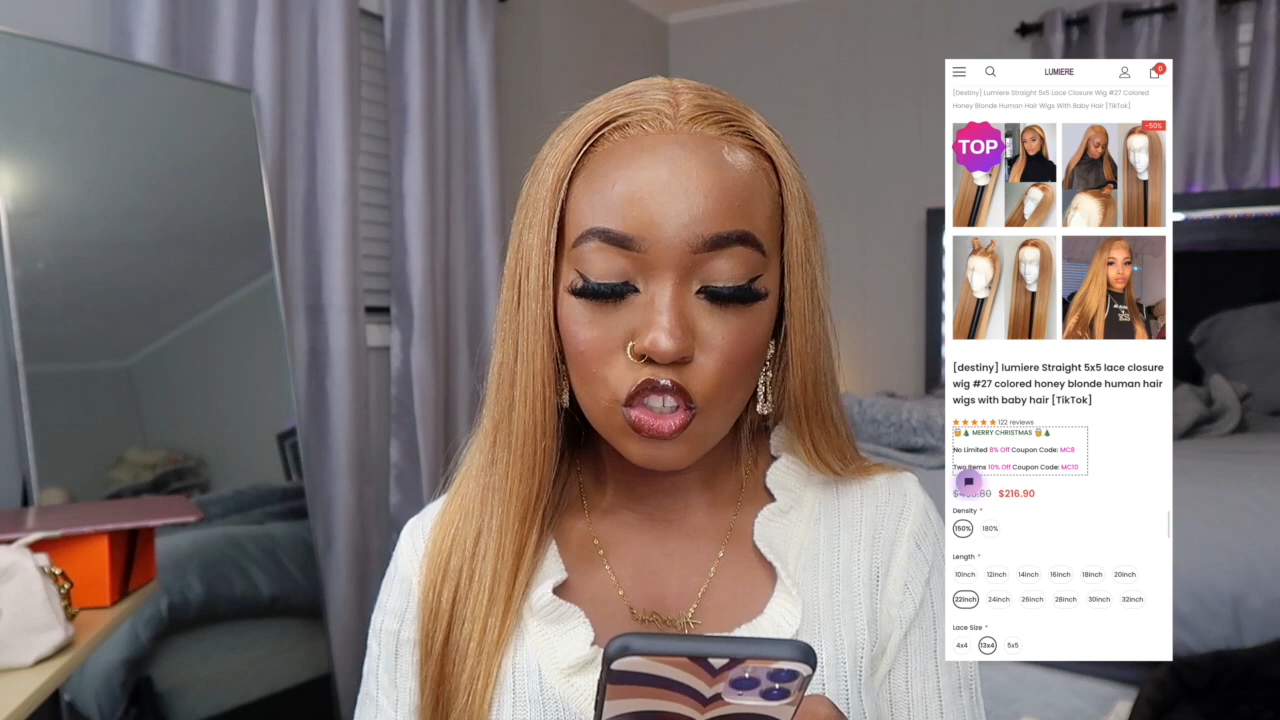 LUMIERE
0
[Destiny] Lumiere Straight 5x5 Lace Closure Wig #27 Colored
Honey Blonde Human Hair Wigs With Baby Hair [TikTok]
-50%
TOP
[destiny] lumiere Straight 5x5 lace closure
wig #27 colored honey blonde human hair
wigs with baby hair [TikTok]
122 reviews
MERRY CHRISTMAS
No Limited 8% Off Coupon Code: MC8
Two Items 10% Off Coupon Code: MC10
$216.90
Density *
150% 180%
Length *
10inch 12inch 14inch 16inch 18inch 20inch
22inch 24inch 26inch 28inch 30inch 32inch
Lace Size *
4x4 13x4 5x5